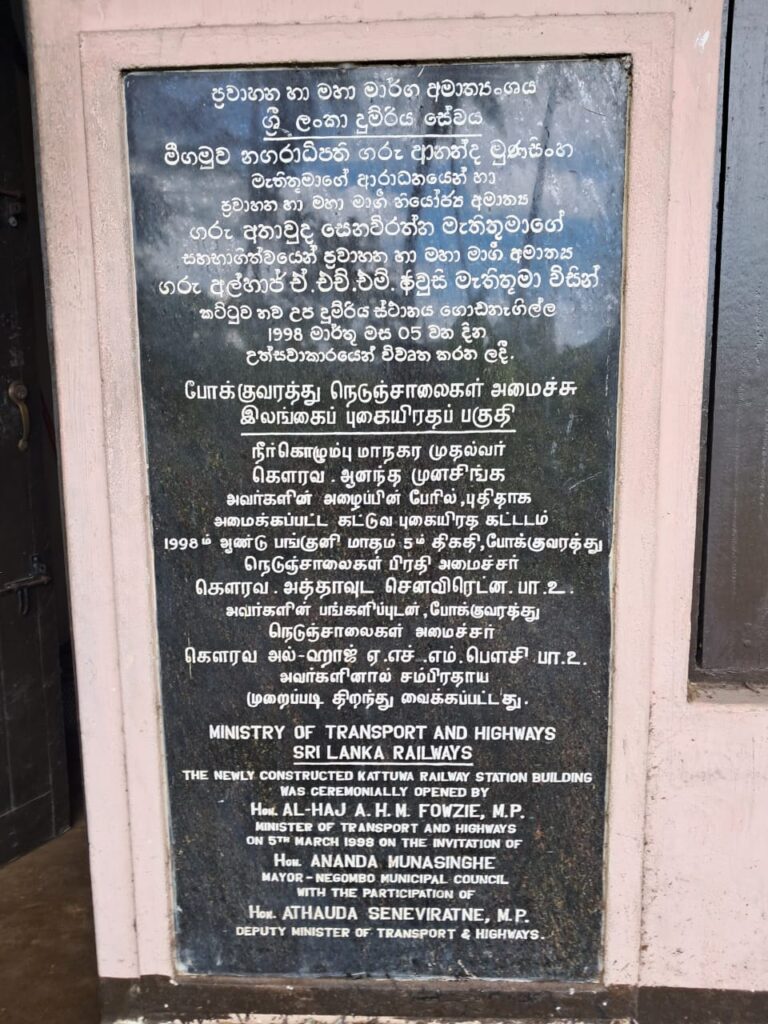 ප්‍රවාහන හා මහා මාර්ග අමාත්‍යංශය
ශ්‍රී ලංකා දුම්රිය සේවය
මීගමුව නගරාධිපති ගරු ආනන්ද මුණසිංහ
මැතිතුමාගේ ආරාධනයෙන් හා
ප්‍රවාහන හා මහා මාර්ග නියෝජ්‍ය අමාත්‍ය
ගරු අතාවුද සෙනවිරත්න මැතිතුමාගේ
සහභාගිත්වයෙන් ප්‍රවාහන හා මහා මාර්ග අමාත්‍ය
ගරු අල්හාජ් ඒ.එච්.එම්. ෆවුසි මැතිතුමා විසින්
කට්ටුව නව උප දුම්රිය ස්ථානය ගොඩනැගිල්ල
1998 මාර්තු මස 05 වන දින
උත්සවාකාරයෙන් විවෘත කරන ලදී.
போக்குவரத்து நெடுஞ்சாலைகள் அமைச்சு
இலங்கைப் புகையிரதப் பகுதி
நீர்கொழும்பு மாநகர முதல்வர்
கௌரவ . ஆனந்த முனசிங்க
அவர்களின் அழைப்பின் பேரில் ,புதிதாக
அமைக்கப்பட்ட கட்டுவ புகையிரத கட்டடம்
1998 ம் ஆண்டு பங்குனி மாதம் 5ம் திகதி ,போக்குவரத்து
நெடுஞ்சாலைகள் பிரதி அமைச்சர்
கௌரவ . அத்தாவுட செனவிரெட்ன. பா . உ .
அவர்களின் பங்களிப்புடன் ,போக்குவரத்து
நெடுஞ்சாலைகள் அமைச்சர்
கௌரவ அல்-ஹாஜ் ஏ .எச் .எம்.பௌசி பா.உ.
அவர்களினால் சம்பிரதாய
முறைப்படி திறந்து வைக்கப்பட்டது.
MINISTRY OF TRANSPORT AND HIGHWAYS
SRI LANKA RAILWAYS
THE NEWLY CONSTRUCTED KATTUWA RAILWAY STATION BUILDING
WAS CEREMONIALLY OPENED BY
Hon. AL-HAJ A. H. M. FOWZIE, M.P.
MINISTER OF TRANSPORT AND HIGHWAYS
ON 5TH MARCH 1998 ON THE INVITATION OF
Hon. ANANDA MUNASINGHE
MAYOR - NEGOMBO MUNICIPAL COUNCIL
WITH THE PARTICIPATION OF
Hon. ATHAUDA SENEVIRATNE, M.P.
DEPUTY MINISTER OF TRANSPORT & HIGHWAYS.